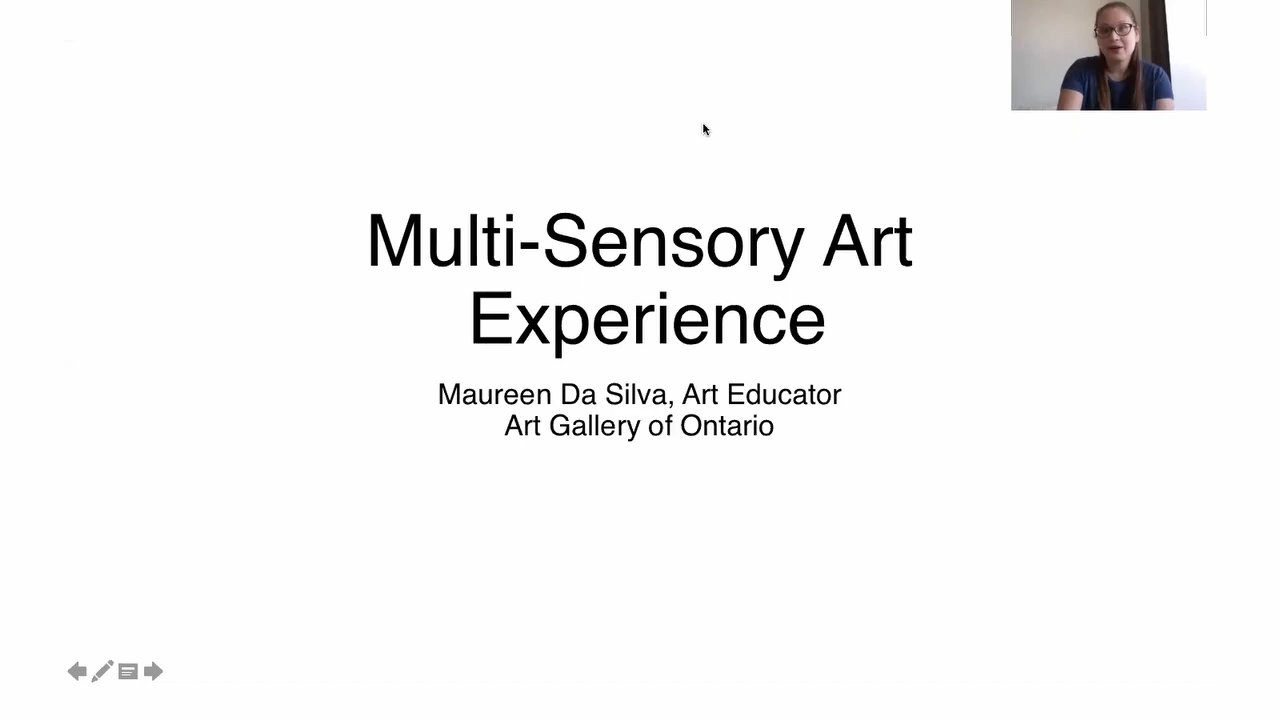 Multi-Sensory Art
Experience
Maureen Da Silva, Art Educator
Art Gallery of Ontario